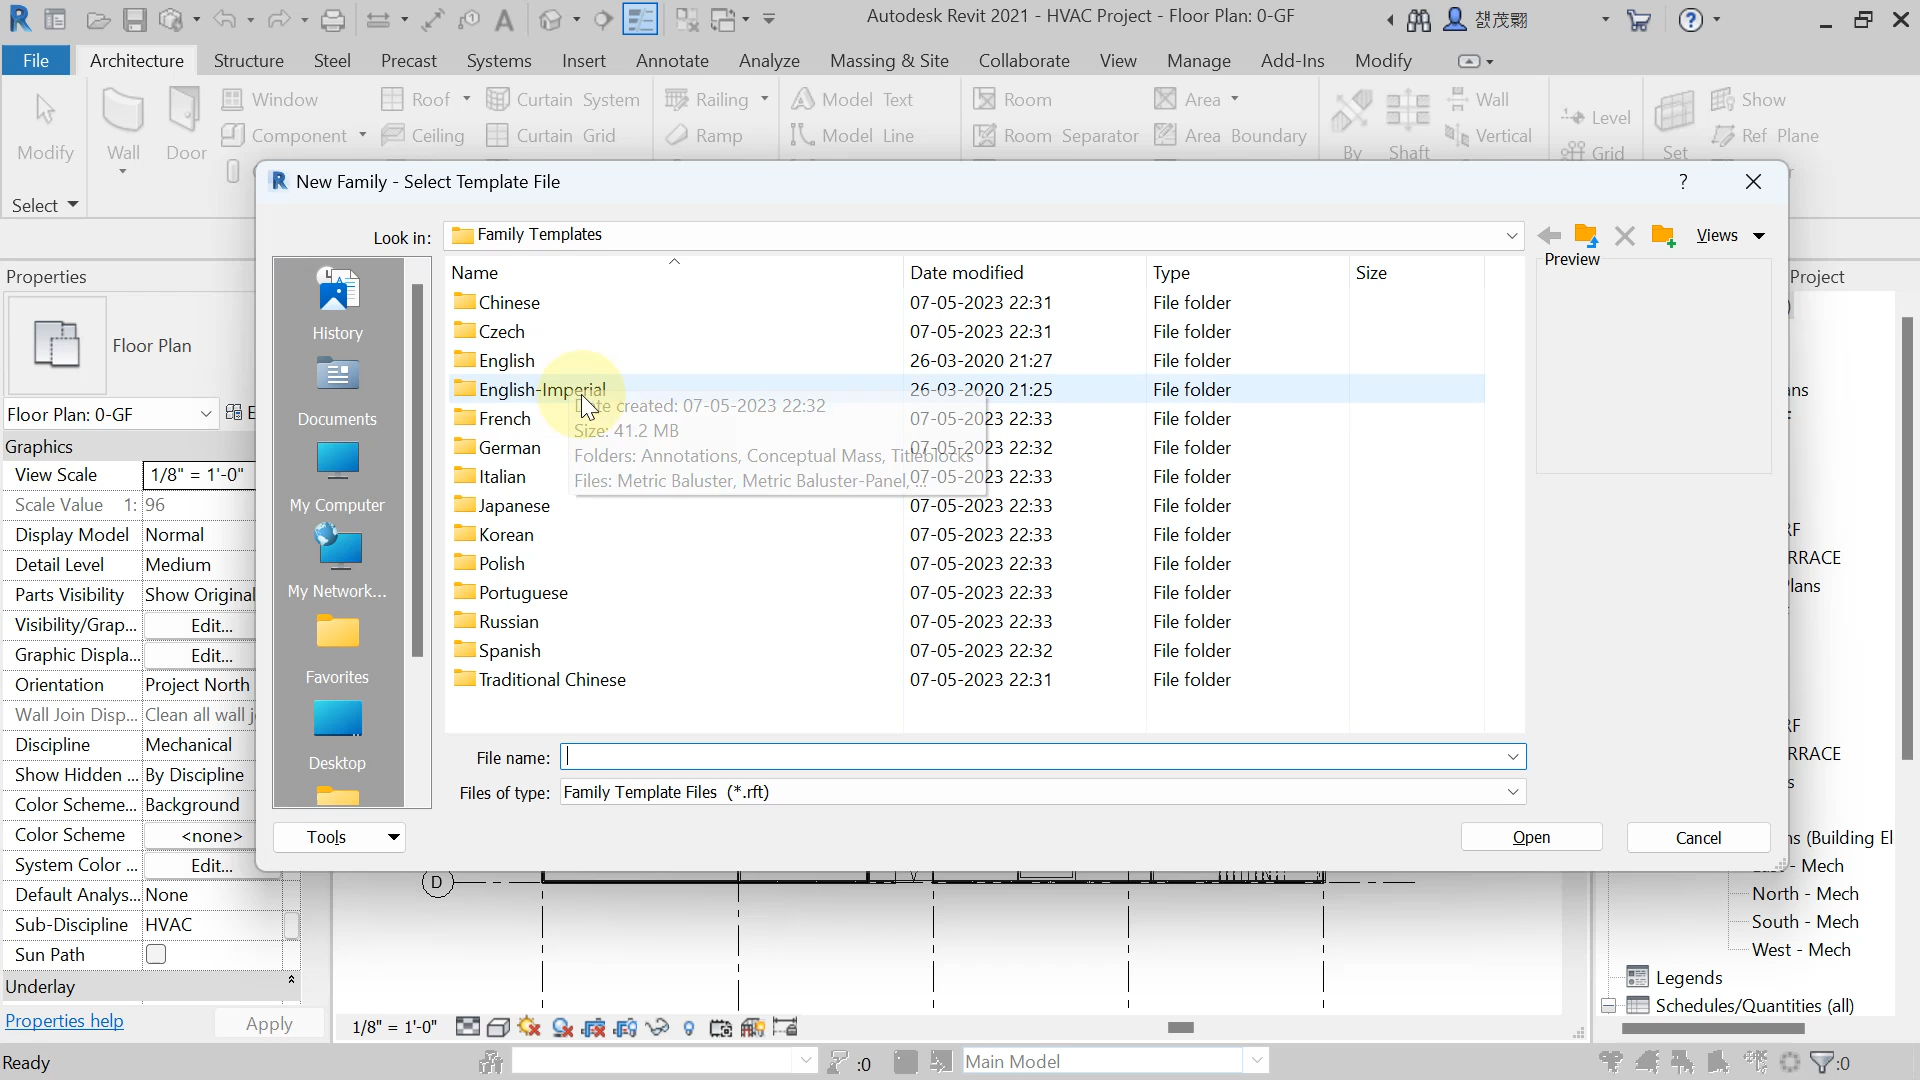 Autodesk Revit 2021 - HVAC Project - Floor Plan: 0-GF
File Architecture Structure Steel Precast Systems Insert Annotate Analyze Massing & Site Collaborate View Manage Add-Ins Modify
Window Roof Curtain System Railing Model Text Room Area Wall Show
Component Ceiling Curtain Grid Ramp Model Line Room Separator Area Boundary Vertical Level Ref Plane
Modify Wall Door By Shaft Grid Set
Select
New Family - Select Template File
Look in: Family Templates Views
Preview
Name Date modified Type Size
Chinese 07-05-2023 22:31 File folder
Czech 07-05-2023 22:31 File folder
English 26-03-2020 21:27 File folder
English-Imperial 26-03-2020 21:25 File folder
French 07-05-2023 22:33 File folder
German 07-05-2023 22:32 File folder
Italian 07-05-2023 22:33 File folder
Japanese 07-05-2023 22:33 File folder
Korean 07-05-2023 22:33 File folder
Polish 07-05-2023 22:33 File folder
Portuguese 07-05-2023 22:33 File folder
Russian 07-05-2023 22:33 File folder
Spanish 07-05-2023 22:32 File folder
Traditional Chinese 07-05-2023 22:31 File folder
created: 07-05-2023 22:32
Size: 41.2 MB
Folders: Annotations, Conceptual Mass, Titleblocks
Files: Metric Baluster, Metric Baluster-Panel, ...
History
Documents
My Computer
My Network...
Favorites
Desktop
File name:
Files of type: Family Template Files (*.rft)
Tools Open Cancel
Properties
Floor Plan
Floor Plan: 0-GF E
Graphics
View Scale 1/8" = 1'-0"
Scale Value 1: 96
Display Model Normal
Detail Level Medium
Parts Visibility Show Original
Visibility/Grap... Edit...
Graphic Displa... Edit...
Orientation Project North
Wall Join Disp... Clean all wall j
Discipline Mechanical
Show Hidden ... By Discipline
Color Scheme... Background
Color Scheme <none>
System Color ... Edit...
Default Analys... None
Sub-Discipline HVAC
Sun Path
Underlay
Properties help Apply
D
Project
ans
RF
RRACE
Plans
RF
RRACE
s
ns (Building El
East - Mech
North - Mech
South - Mech
West - Mech
Legends
Schedules/Quantities (all)
1/8" = 1'-0"
Ready :0 Main Model :0